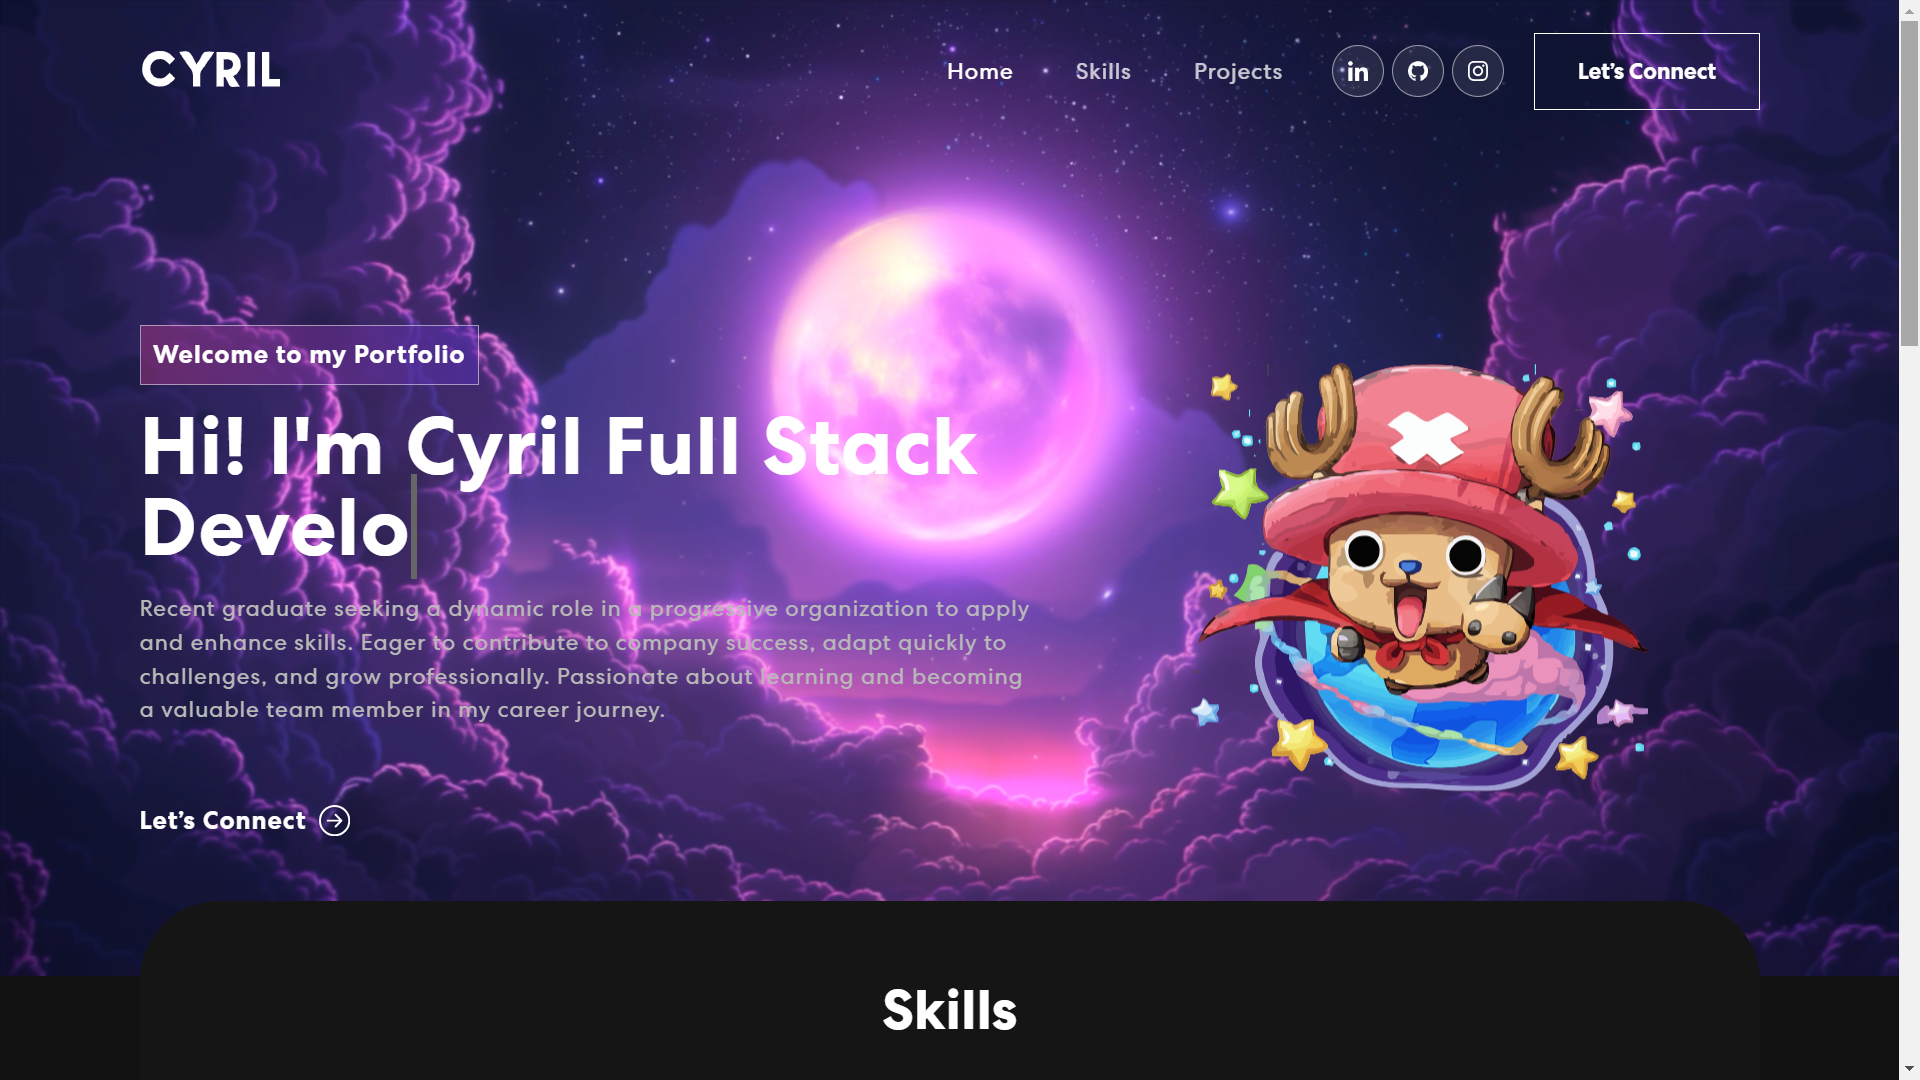 CYRIL
Home
Skills
Projects
in
Let's Connect
Welcome to my Portfolio
Hi! I'm Cyril Full Stack
Develo
Recent graduate seeking a dynamic role in a progressive organization to apply
and enhance skills. Eager to contribute to company success, adapt quickly to
challenges, and grow professionally. Passionate about learning and becoming
a valuable team member in my career journey.
Let's Connect
Skills